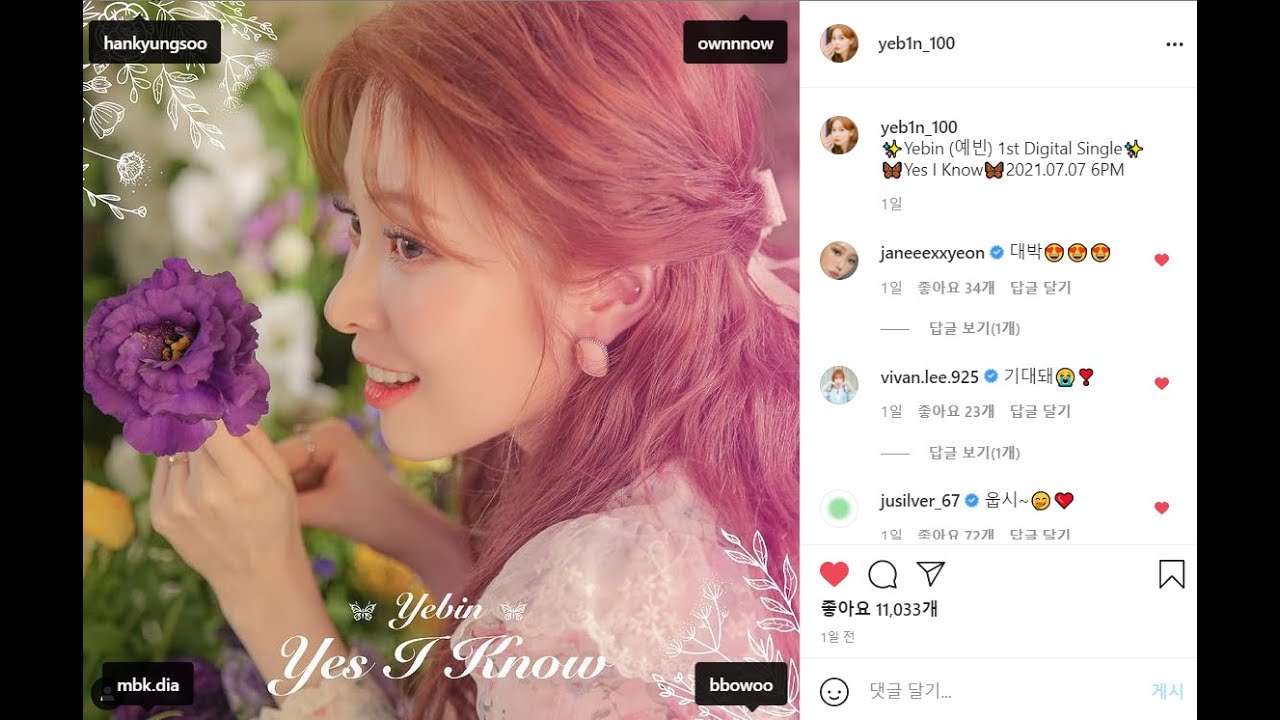 hankyungsoo
ownnnow
Yebin
Yes I Know
mbk.dia
bbowoo
yeb1n_100
yeb1n_100
✨Yebin (예빈) 1st Digital Single✨
🦋Yes I Know🦋2021.07.07 6PM
1일
janeeexxyeon 대박😍😍😍
1일 좋아요 34개 답글 달기
답글 보기(1개)
vivan.lee.925 기대돼😭❣
1일 좋아요 23개 답글 달기
답글 보기(1개)
jusilver_67 웁시~🤭❤
1일 좋아요 72개 답글 달기
좋아요 11,033개
1일 전
댓글 달기...
게시